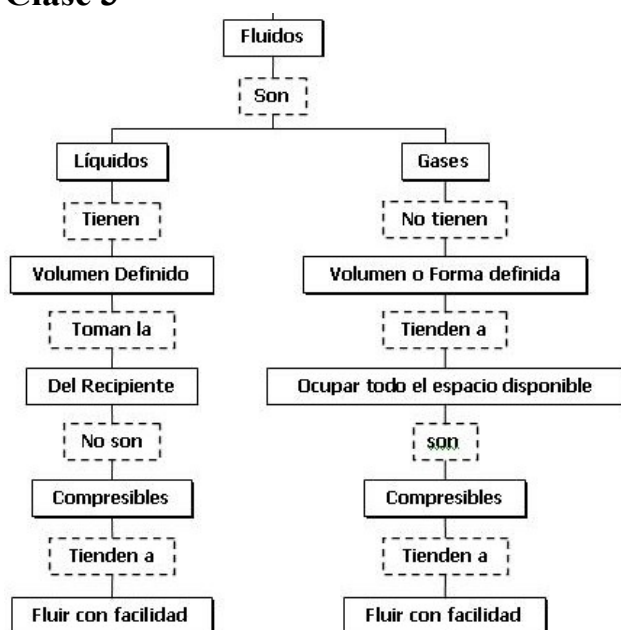 Clase 3
Fluidos
Son
Líquidos
Gases
Tienen
No tienen
Volumen Definido
Volumen o Forma definida
Toman la
Tienden a
Del Recipiente
Ocupar todo el espacio disponible
No son
son
Compresibles
Compresibles
Tienden a
Tienden a
Fluir con facilidad
Fluir con facilidad